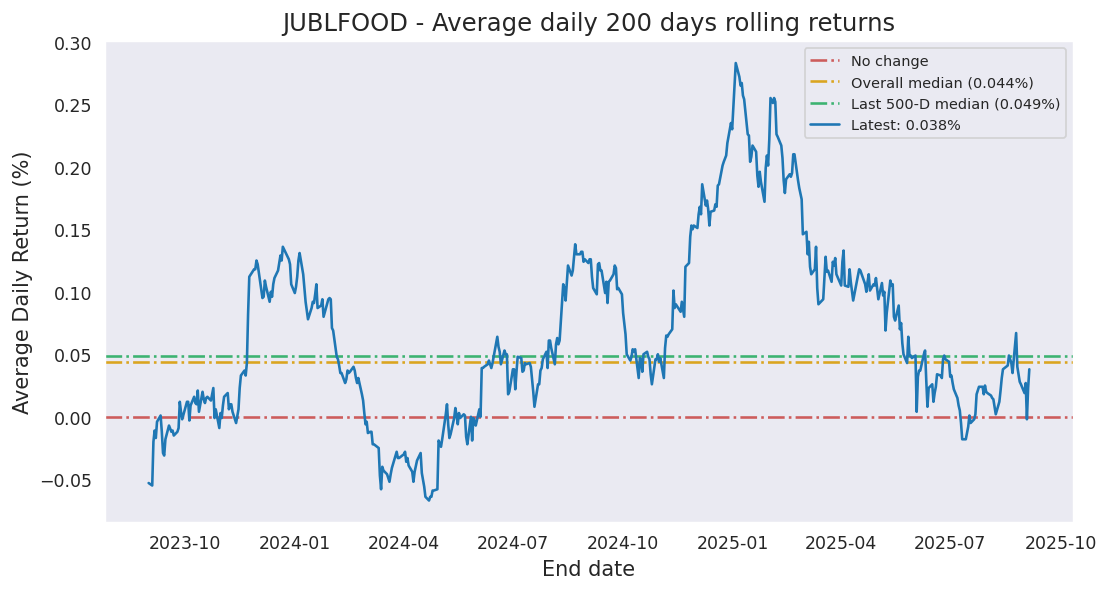 JUBLFOOD - Average daily 200 days rolling returns
Average Daily Return (%)
0.30
0.25
0.20
0.15
0.10
0.05
0.00
−0.05
No change
Overall median (0.044%)
Last 500-D median (0.049%)
Latest: 0.038%
2023-10
2024-01
2024-04
2024-07
2024-10
2025-01
2025-04
2025-07
2025-10
End date